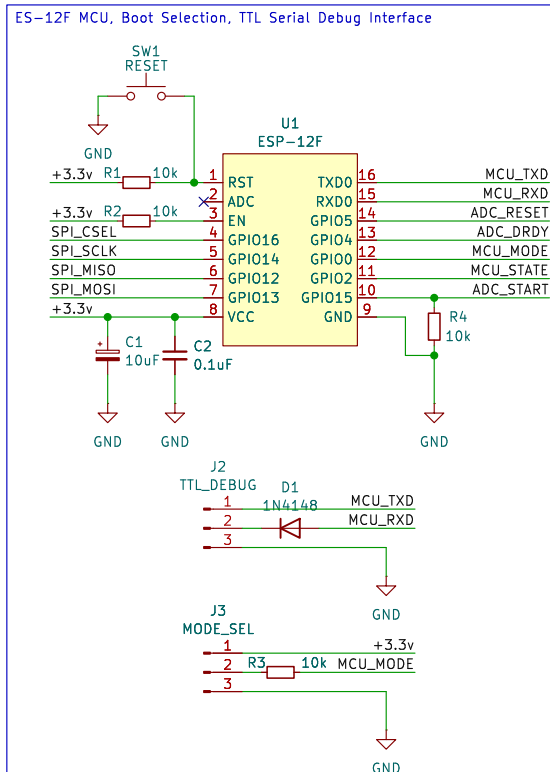 ES-12F MCU, Boot Selection, TTL Serial Debug Interface
SW1
RESET
GND
U1
ESP-12F
+3.3v R1 10k 1 RST TXD0 16 MCU_TXD
2 ADC RXD0 15 MCU_RXD
+3.3v R2 10k 3 EN GPIO5 14 ADC_RESET
SPI_CSEL 4 GPIO16 GPIO4 13 ADC_DRDY
SPI_SCLK 5 GPIO14 GPIO0 12 MCU_MODE
SPI_MISO 6 GPIO12 GPIO2 11 MCU_STATE
SPI_MOSI 7 GPIO13 GPIO15 10 ADC_START
+3.3v 8 VCC GND 9
R4
10k
+
C1
10uF
C2
0.1uF
GND
GND
GND
J2
TTL_DEBUG
D1
1N4148
1 MCU_TXD
2 MCU_RXD
3
GND
J3
MODE_SEL
1 +3.3v
2 R3 10k MCU_MODE
3
GND